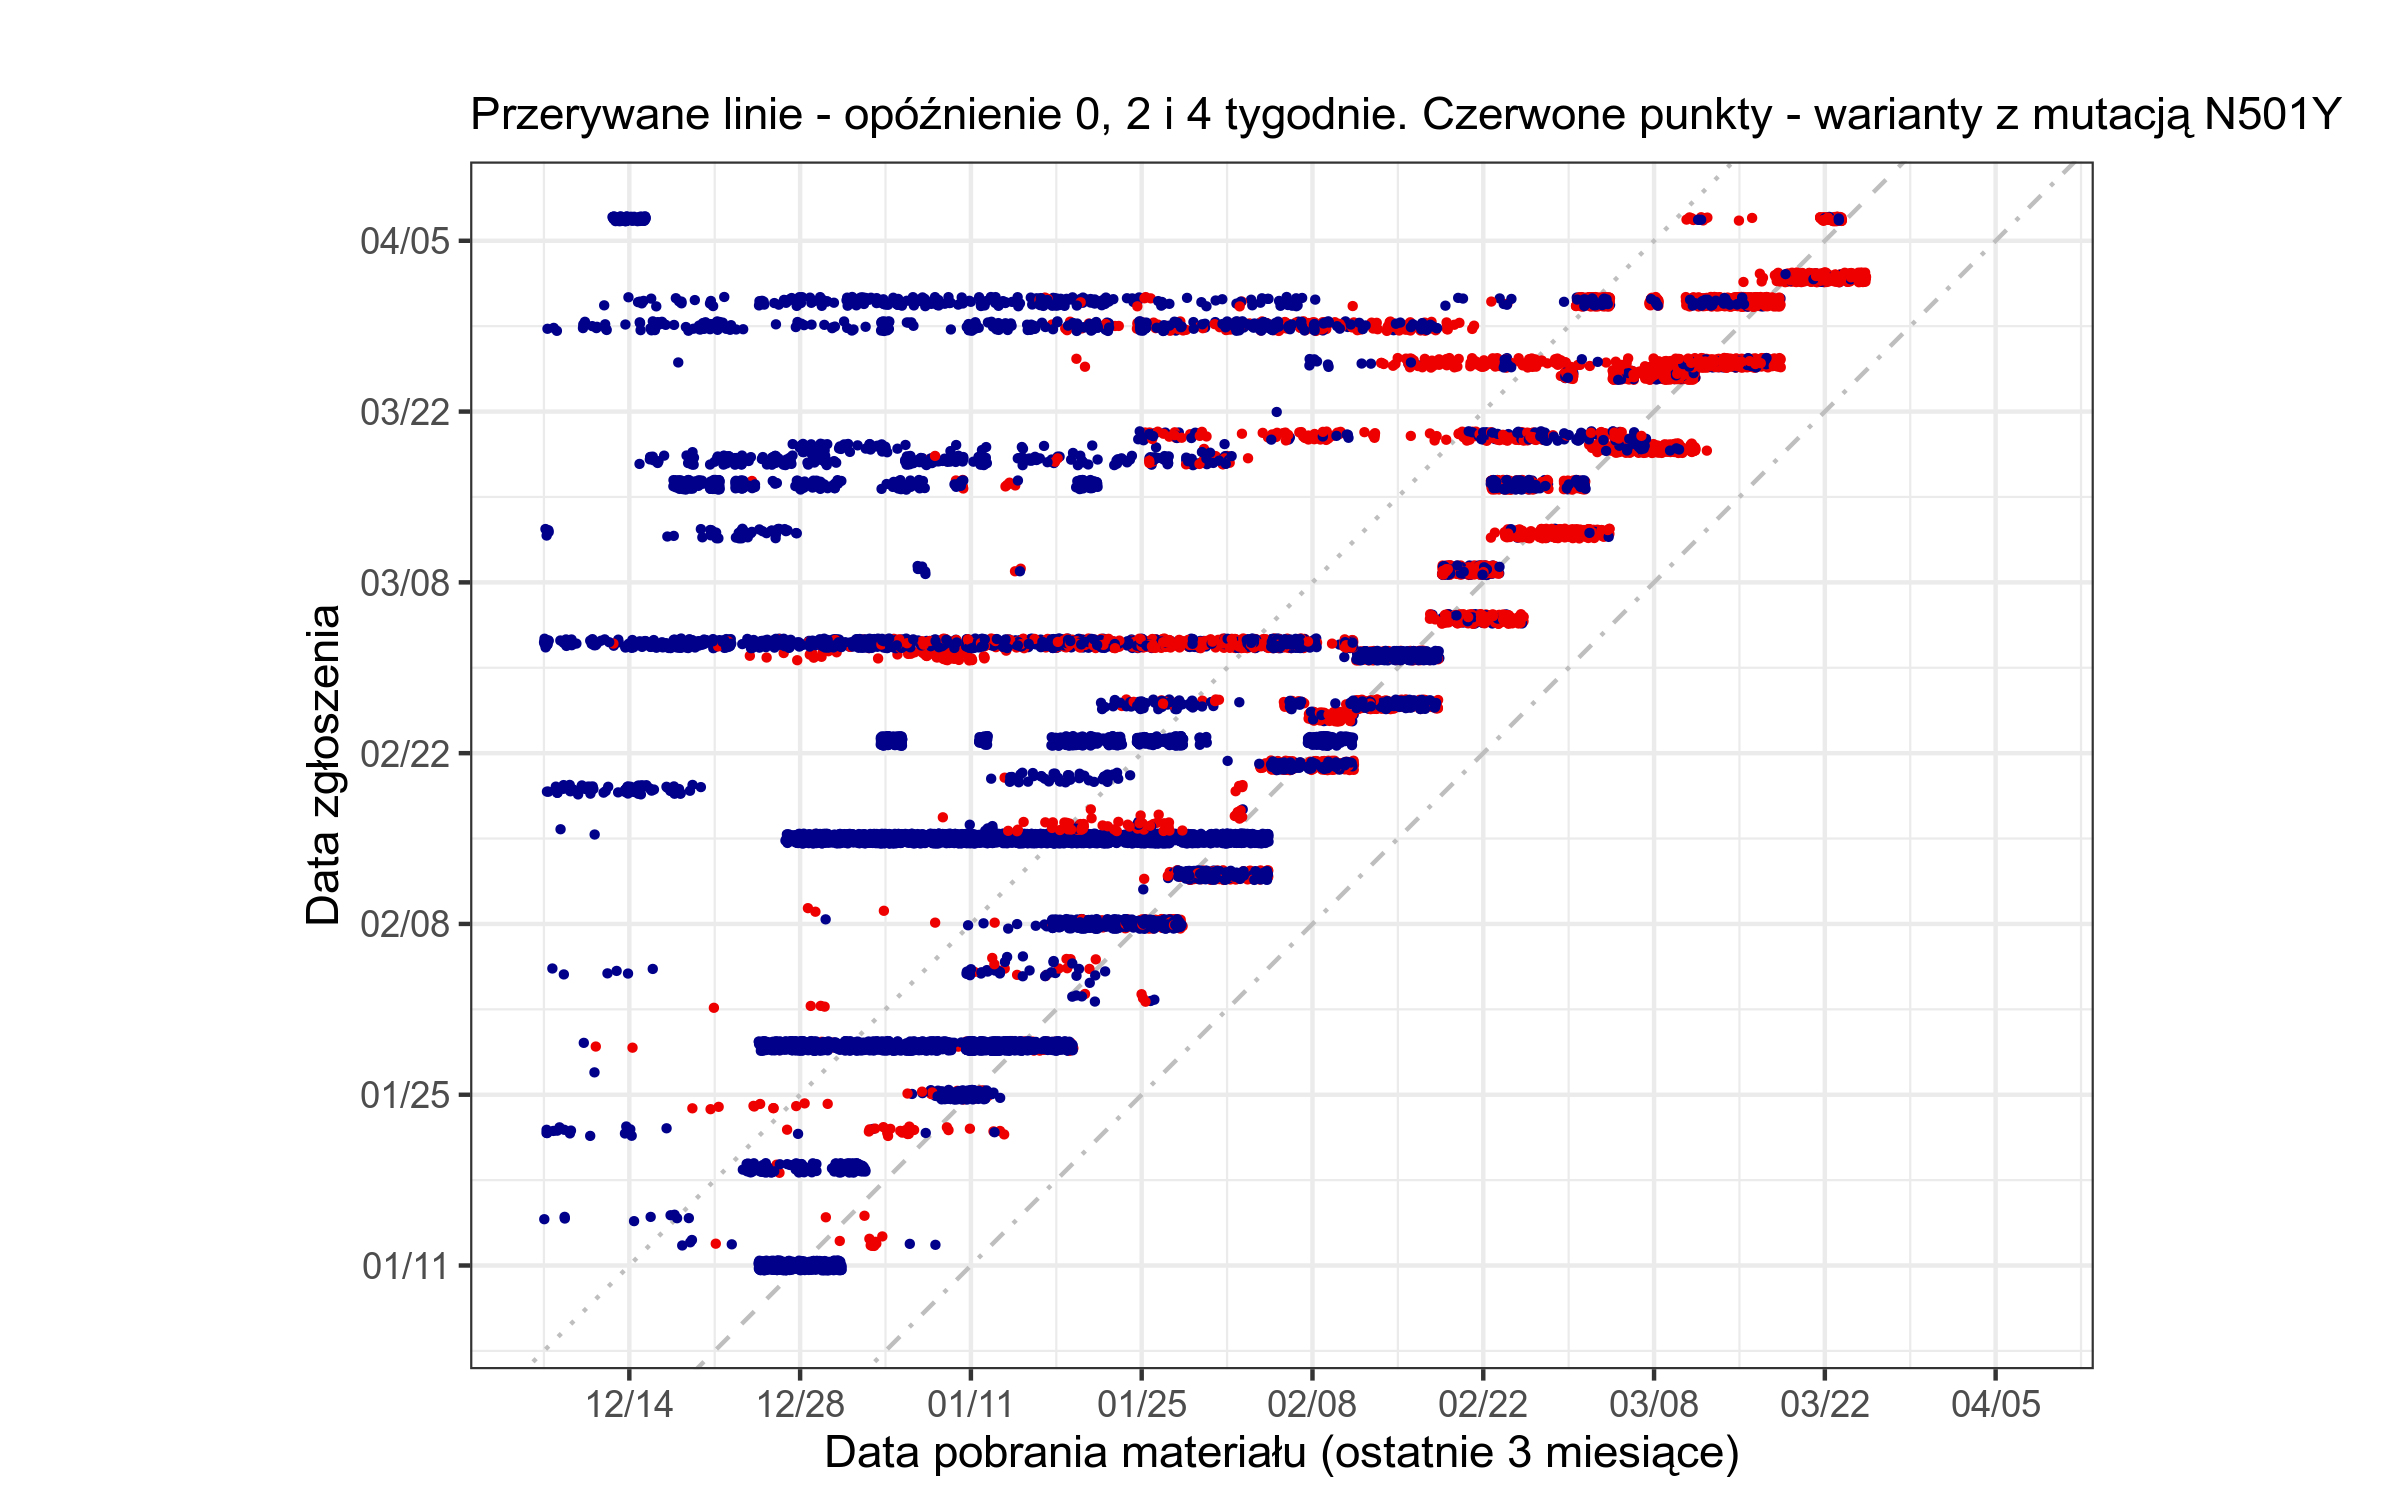 Przerywane linie - opóźnienie 0, 2 i 4 tygodnie. Czerwone punkty - warianty z mutacją N501Y
Data zgłoszenia
04/05
03/22
03/08
02/22
02/08
01/25
01/11
12/14 12/28 01/11 01/25 02/08 02/22 03/08 03/22 04/05
Data pobrania materiału (ostatnie 3 miesiące)